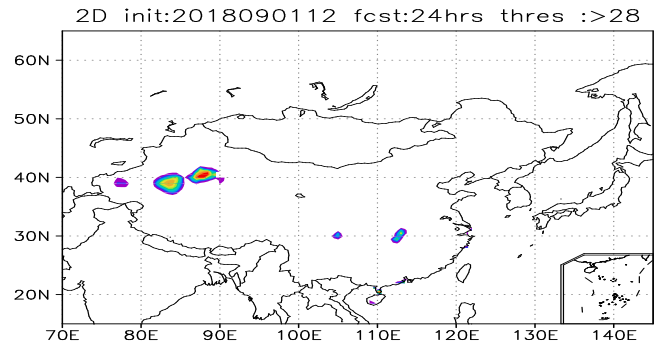 2D init:2018090112 fcst:24hrs thres :>28
60N
50N
40N
30N
20N
70E 80E 90E 100E 110E 120E 130E 140E